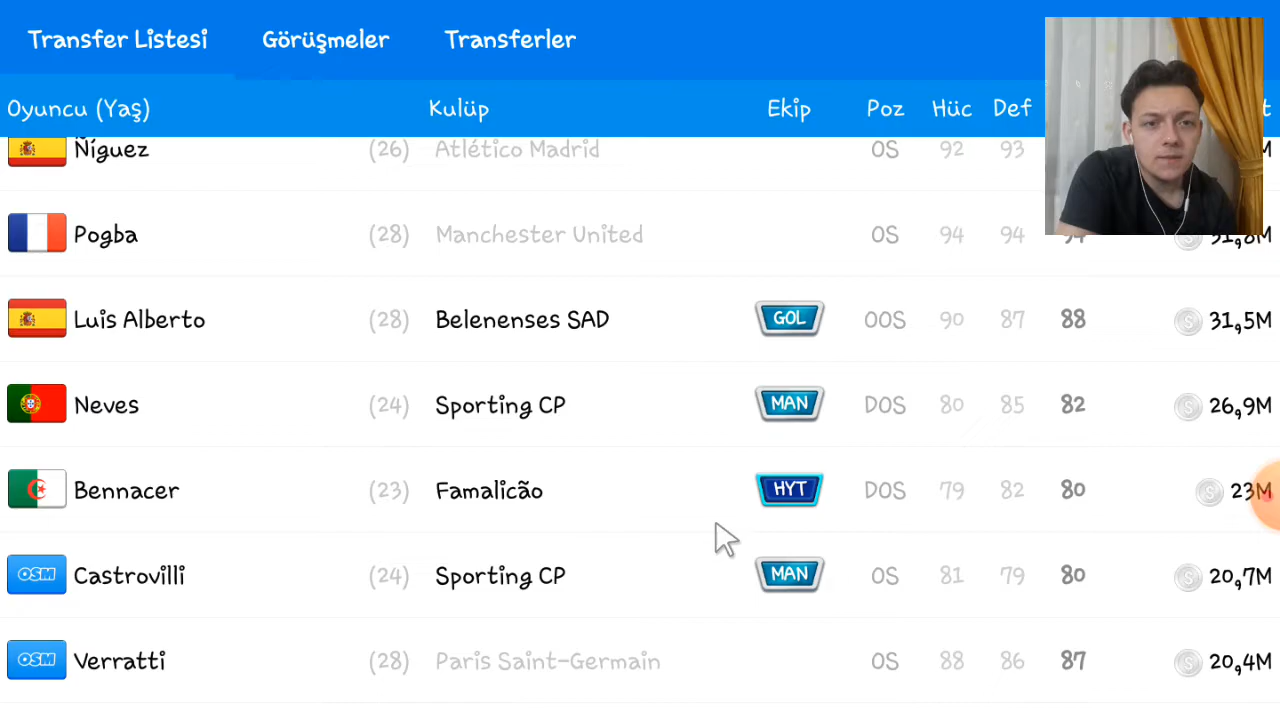 Transfer Listesi Görüşmeler Transferler
Oyuncu (Yaş) Kulüp Ekip Poz Hüc Def
Ñíguez (26) Atlético Madrid OS 92 93
Pogba (28) Manchester United OS 94 94 31,8M
Luis Alberto (28) Belenenses SAD GOL OOS 90 87 88 31,5M
Neves (24) Sporting CP MAN DOS 80 85 82 26,9M
Bennacer (23) Famalicão HYT DOS 79 82 80 23M
OSM Castrovilli (24) Sporting CP MAN OS 81 79 80 20,7M
OSM Verratti (28) Paris Saint-Germain OS 88 86 87 20,4M